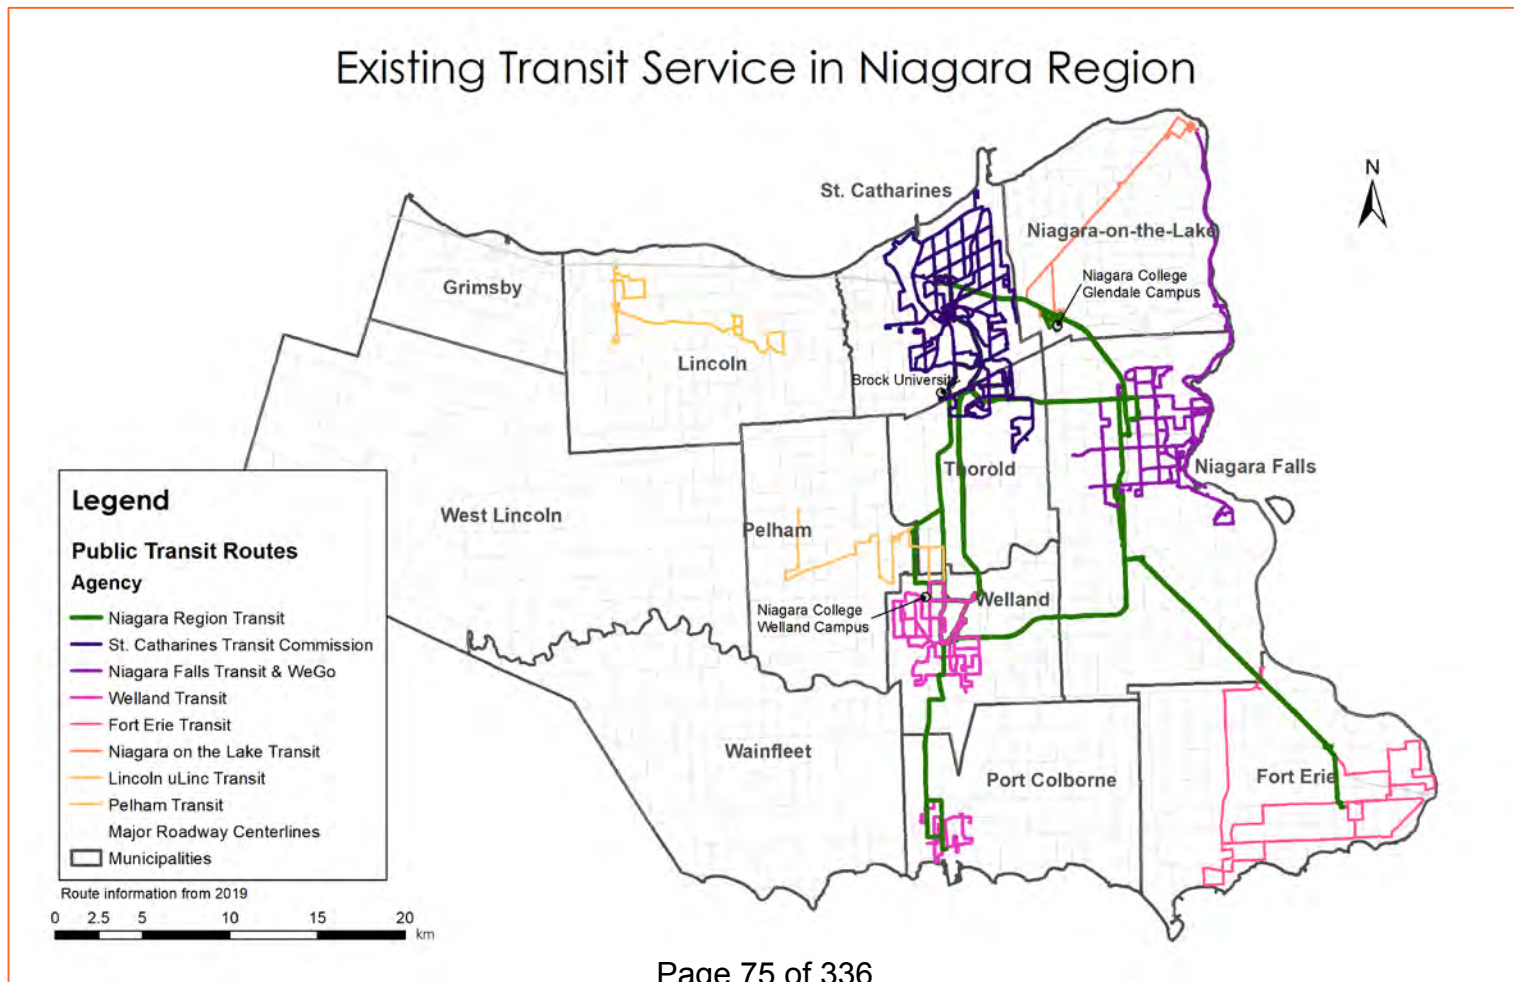 Existing Transit Service in Niagara Region
N
St. Catharines
Niagara-on-the-Lake
Niagara College
Glendale Campus
Grimsby
Lincoln
Brock University
Thorold
Niagara Falls
West Lincoln
Pelham
Niagara College
Welland Campus
Welland
Wainfleet
Port Colborne
Fort Erie
Legend
Public Transit Routes
Agency
Niagara Region Transit
St. Catharines Transit Commission
Niagara Falls Transit & WeGo
Welland Transit
Fort Erie Transit
Niagara on the Lake Transit
Lincoln uLinc Transit
Pelham Transit
Major Roadway Centerlines
Municipalities
Route information from 2019
0 2.5 5 10 15 20
km
Page 75 of 336